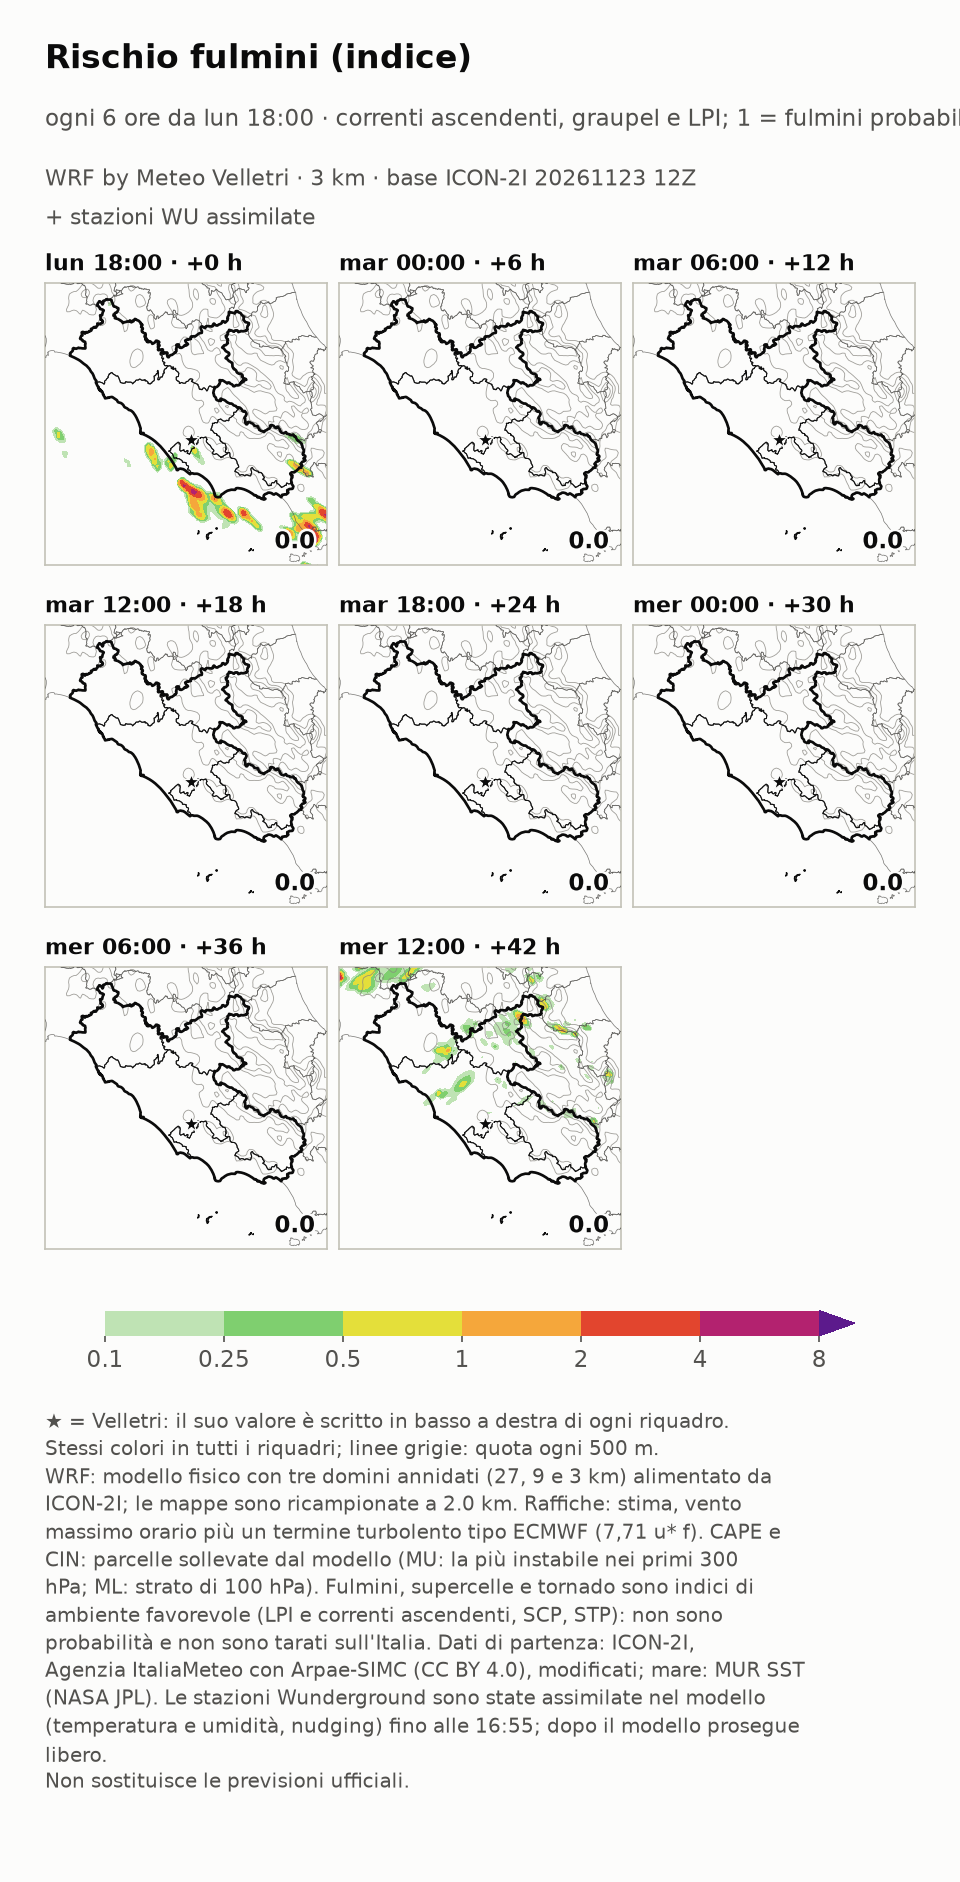 Rischio fulmini (indice)
ogni 6 ore da lun 18:00 · correnti ascendenti, graupel e LPI; 1 = fulmini probabil
WRF by Meteo Velletri · 3 km · base ICON-2I 20261123 12Z
+ stazioni WU assimilate
lun 18:00 · +0 h
mar 00:00 · +6 h
mar 06:00 · +12 h
0.0
0.0
0.0
mar 12:00 · +18 h
mar 18:00 · +24 h
mer 00:00 · +30 h
0.0
0.0
0.0
mer 06:00 · +36 h
mer 12:00 · +42 h
0.0
0.0
0.1 0.25 0.5 1 2 4 8
★ = Velletri: il suo valore è scritto in basso a destra di ogni riquadro.
Stessi colori in tutti i riquadri; linee grigie: quota ogni 500 m.
WRF: modello fisico con tre domini annidati (27, 9 e 3 km) alimentato da
ICON-2I; le mappe sono ricampionate a 2.0 km. Raffiche: stima, vento
massimo orario più un termine turbolento tipo ECMWF (7,71 u* f). CAPE e
CIN: parcelle sollevate dal modello (MU: la più instabile nei primi 300
hPa; ML: strato di 100 hPa). Fulmini, supercelle e tornado sono indici di
ambiente favorevole (LPI e correnti ascendenti, SCP, STP): non sono
probabilità e non sono tarati sull'Italia. Dati di partenza: ICON-2I,
Agenzia ItaliaMeteo con Arpae-SIMC (CC BY 4.0), modificati; mare: MUR SST
(NASA JPL). Le stazioni Wunderground sono state assimilate nel modello
(temperatura e umidità, nudging) fino alle 16:55; dopo il modello prosegue
libero.
Non sostituisce le previsioni ufficiali.